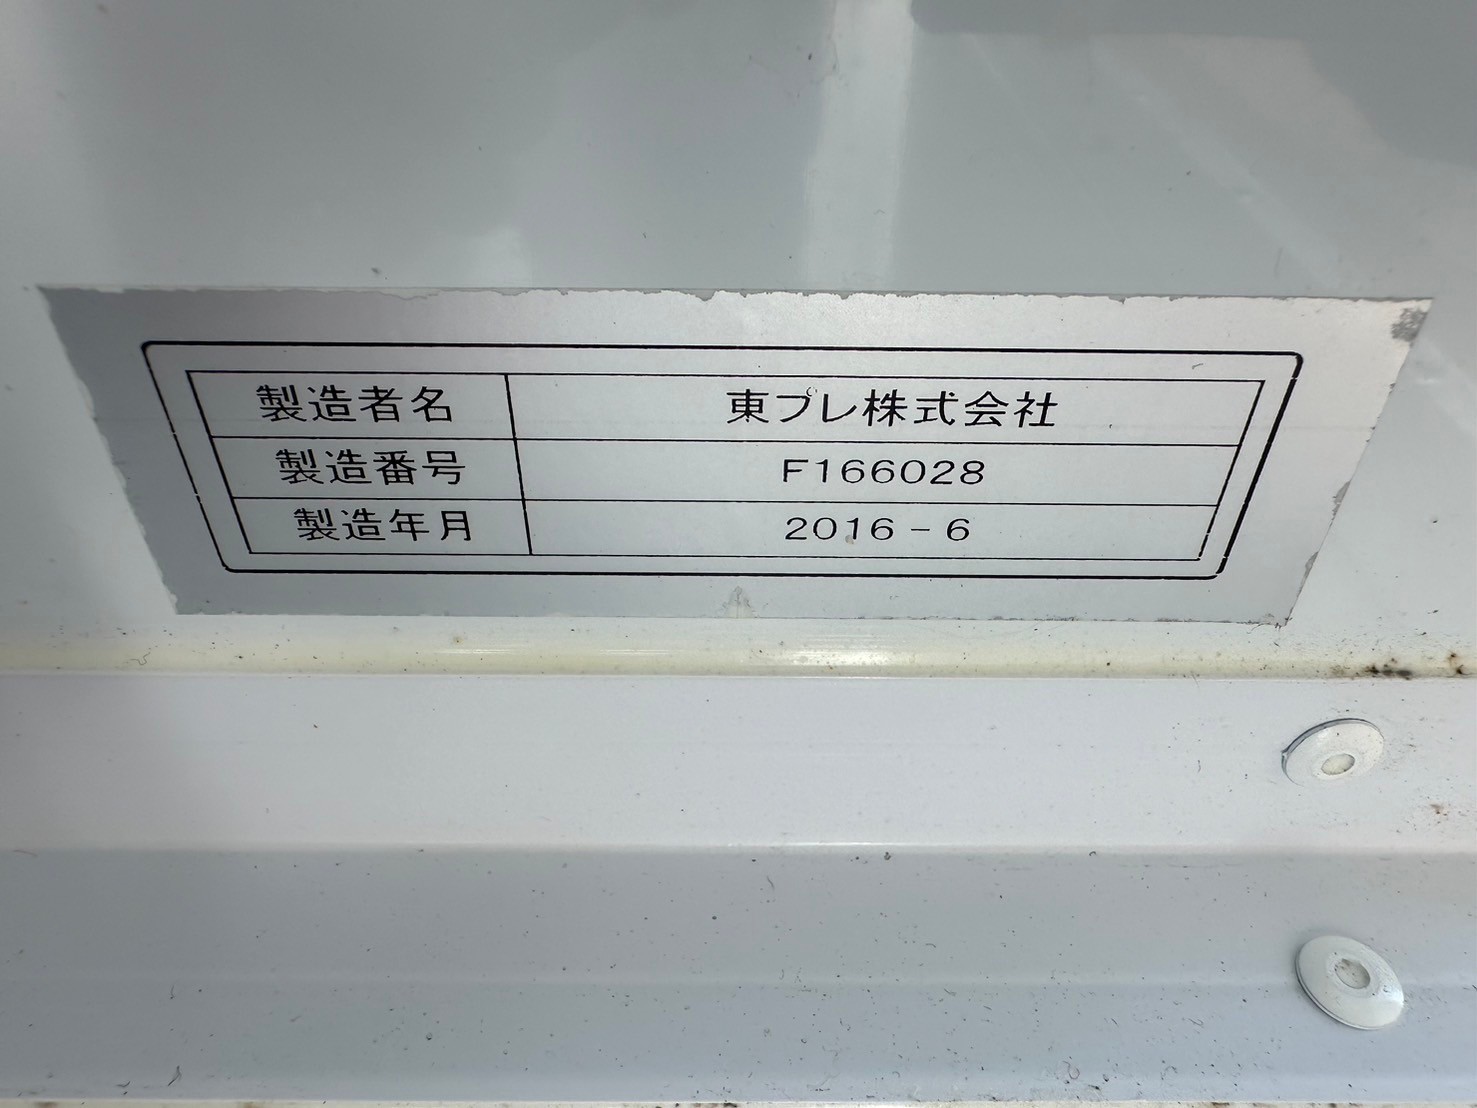 製造者名 東プレ株式会社
製造番号 F166028
製造年月 2016-6